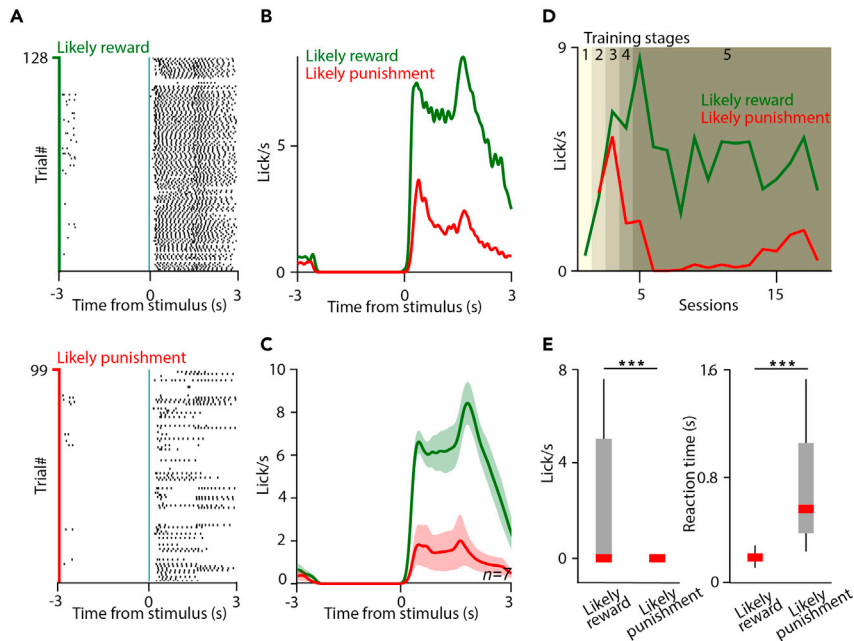 A
Likely reward
128
Trial#
-3
0
3
Time from stimulus (s)
Likely punishment
99
Trial#
-3
0
3
Time from stimulus (s)
B
Likely reward
Likely punishment
5
0
Lick/s
-3
0
3
Time from stimulus (s)
C
10
8
6
4
2
0
Lick/s
n=7
-3
0
3
Time from stimulus (s)
D
Training stages
9
0
Lick/s
1 2 3 4 5
Likely reward
Likely punishment
5
15
Sessions
E
8
4
0
Lick/s
***
Likely
reward
Likely
punishment
1.6
0.8
0
Reaction time (s)
***
Likely
reward
Likely
punishment